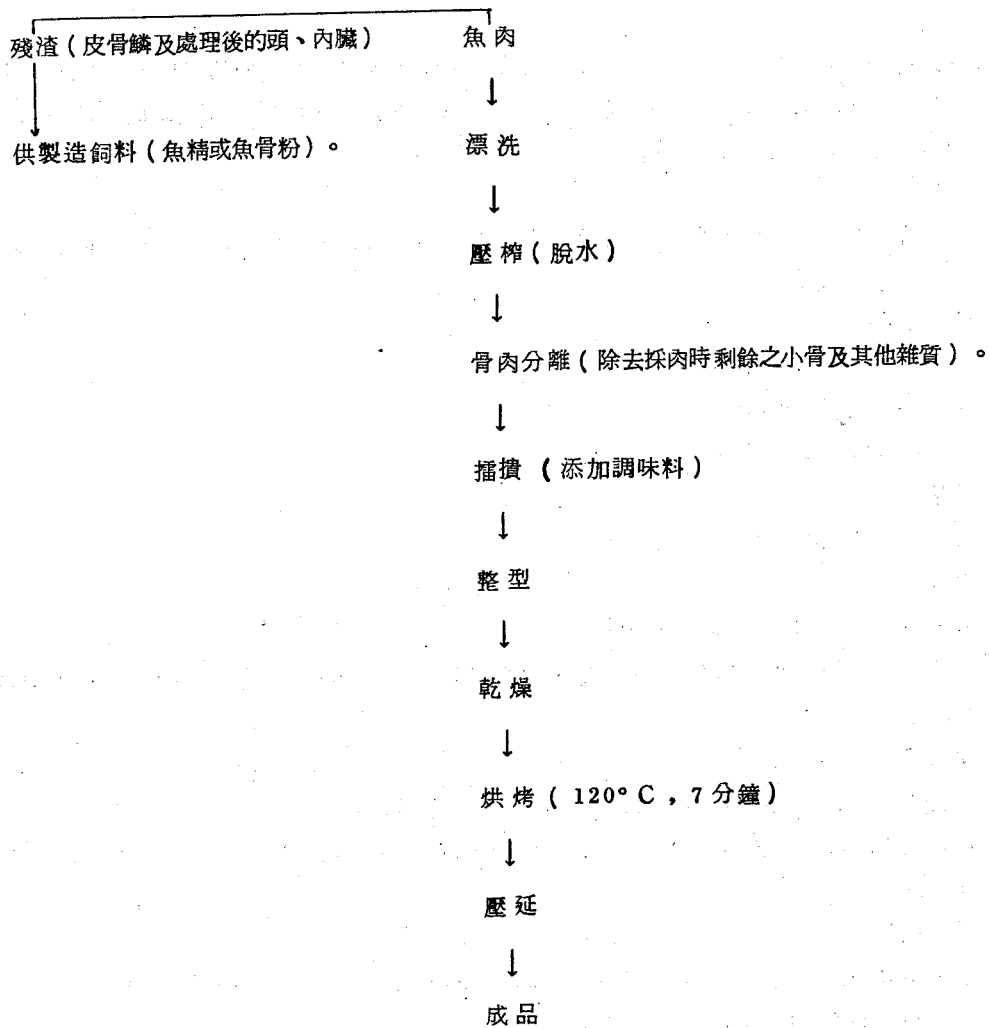 殘渣（皮骨鱗及處理後的頭、內臟）
魚肉
供製造飼料（魚精或魚骨粉）。
漂洗
壓榨（脫水）
骨肉分離（除去採肉時剩餘之小骨及其他雜質）。
擂潰（添加調味料）
整型
乾燥
烘烤（120°C，7分鐘）
壓延
成品